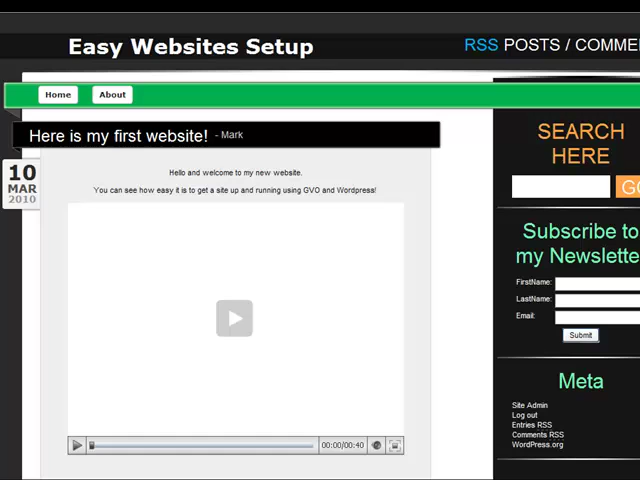 Easy Websites Setup
RSS POSTS / COMME
Home
About
Here is my first website! - Mark
10
MAR
2010
Hello and welcome to my new website.
You can see how easy it is to get a site up and running using GVO and Wordpress!
00:00/00:40
SEARCH
HERE
GO
Subscribe to
my Newslette
FirstName:
LastName:
Email:
Submit
Meta
Site Admin
Log out
Entries RSS
Comments RSS
WordPress.org